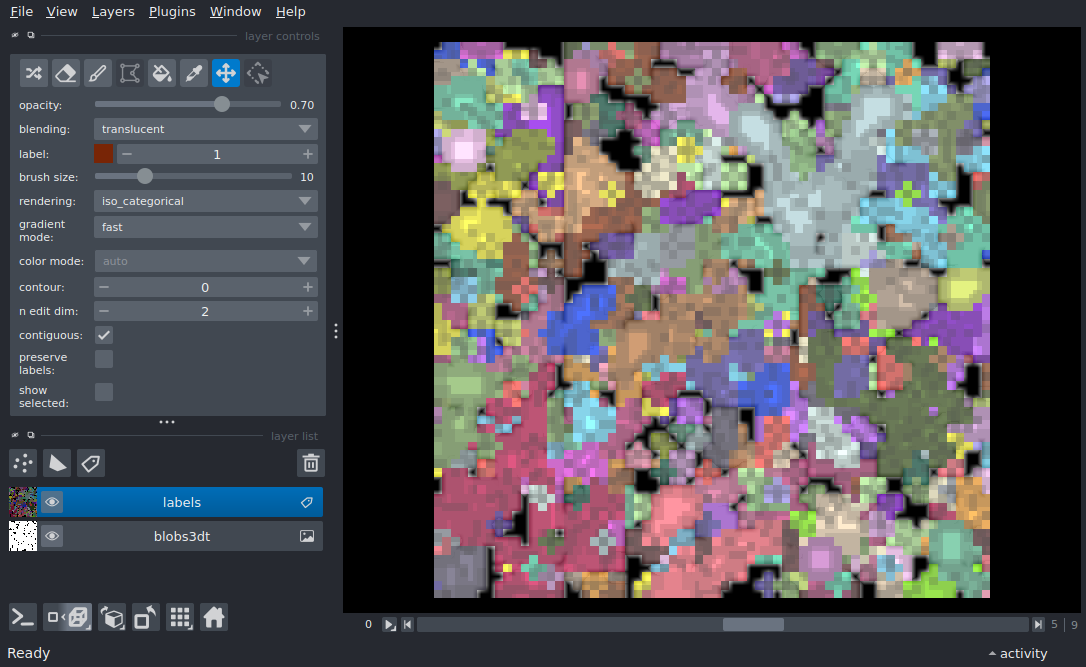 File View Layers Plugins Window Help
layer controls
opacity: 0.70
blending: translucent
label: 1
brush size: 10
rendering: iso_categorical
gradient
mode: fast
color mode: auto
contour: 0
n edit dim: 2
contiguous:
preserve
labels:
show
selected:
layer list
labels
blobs3dt
0 5 | 9
Ready activity